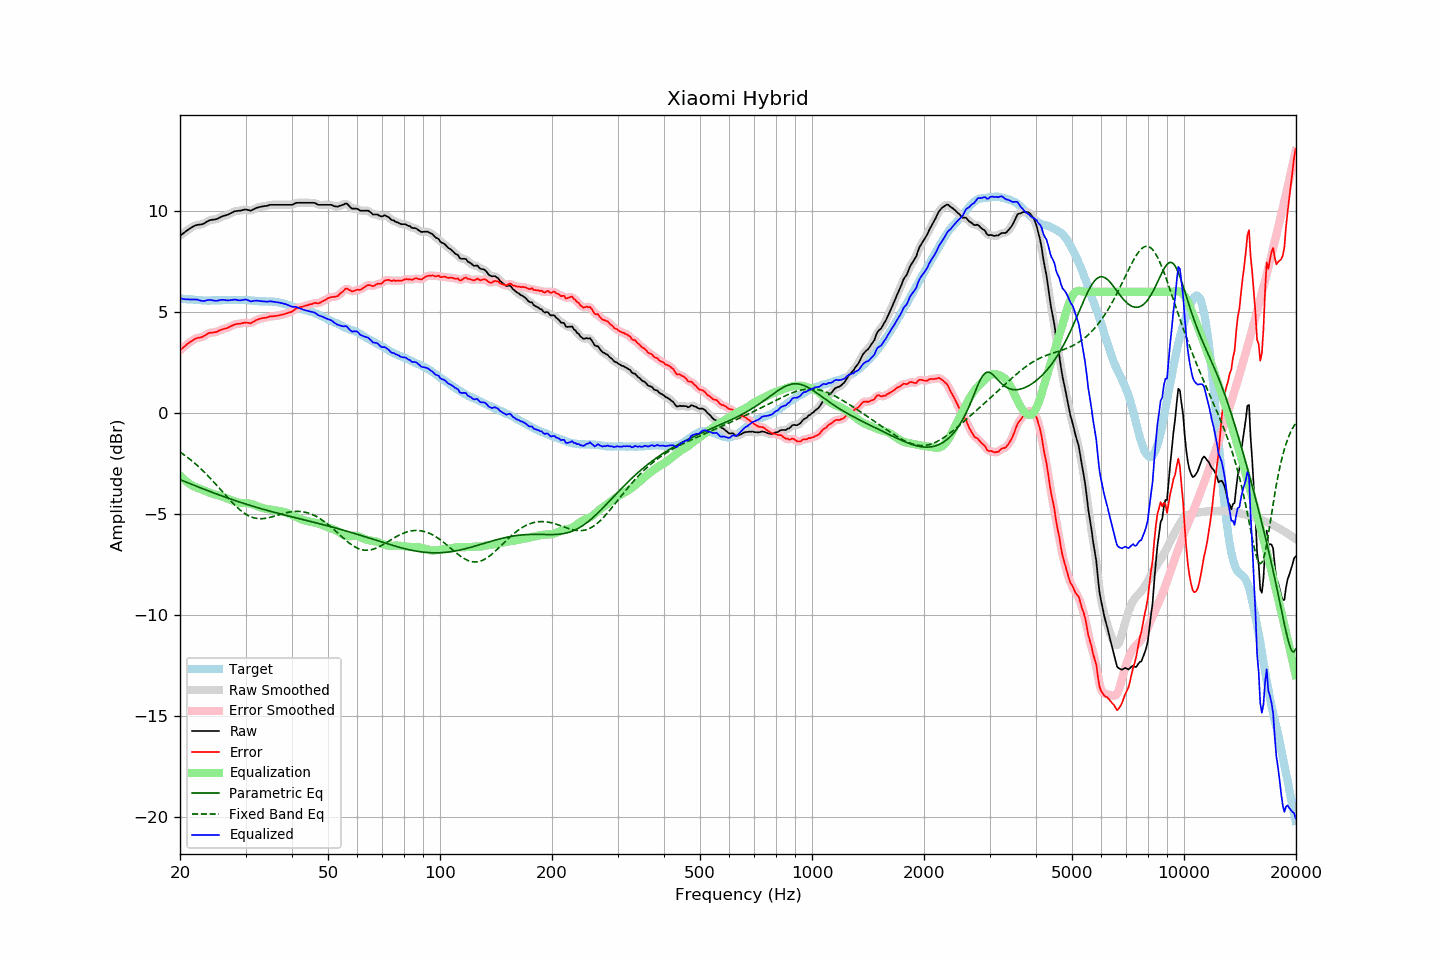 Xiaomi Hybrid
Amplitude (dBr)
10
5
0
−5
−10
−15
−20
Target
Raw Smoothed
Error Smoothed
Raw
Error
Equalization
Parametric Eq
Fixed Band Eq
Equalized
20 50 100 200 500 1000 2000 5000 10000 20000
Frequency (Hz)